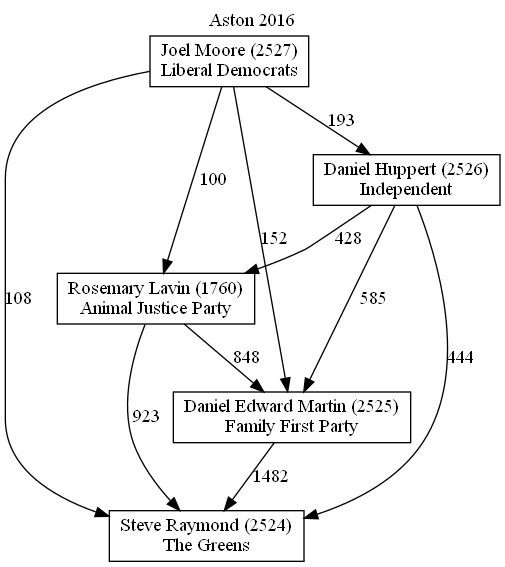 Aston 2016
Joel Moore (2527)
Liberal Democrats
193
Daniel Huppert (2526)
Independent
100
152
428
Rosemary Lavin (1760)
Animal Justice Party
108
585
848
444
Daniel Edward Martin (2525)
Family First Party
923
1482
Steve Raymond (2524)
The Greens